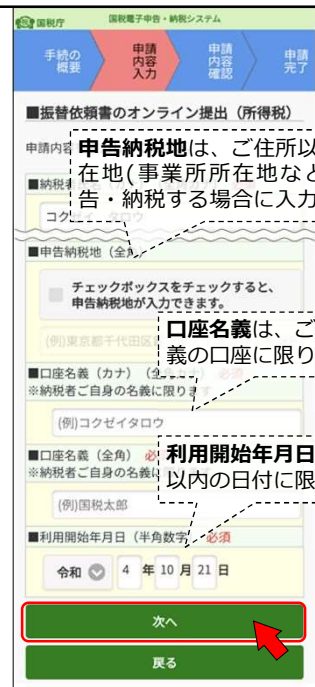 国税庁
国税電子申告・納税システム
手続の
概要
申請
内容
入力
申請
内容
確認
申請
完了
■振替依頼書のオンライン提出（所得税）
申請内容
申告納税地は、ご住所以
在地(事業所所在地など
告・納税する場合に入力
■納税者
コクゼイ タロウ
■申告納税地（全角）
チェックボックスをチェックすると、
申告納税地が入力できます。
(例)東京都千代田区
口座名義は、ご
義の口座に限り
■口座名義（カナ）（全角カナ） 必須
※納税者ご自身の名義に限ります
(例)コクゼイタロウ
■口座名義（全角） 必
※納税者ご自身の名義に
(例)国税太郎
利用開始年月日
以内の日付に限
■利用開始年月日（半角数字） 必須
令和 4 年 10 月 21 日
次へ
戻る